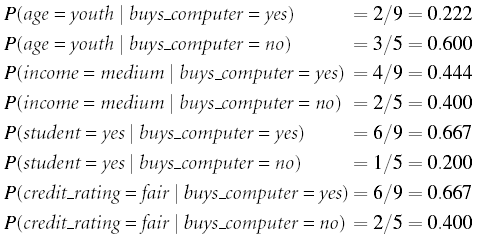 P(age = youth | buys_computer = yes) = 2/9 = 0.222
P(age = youth | buys_computer = no) = 3/5 = 0.600
P(income = medium | buys_computer = yes) = 4/9 = 0.444
P(income = medium | buys_computer = no) = 2/5 = 0.400
P(student = yes | buys_computer = yes) = 6/9 = 0.667
P(student = yes | buys_computer = no) = 1/5 = 0.200
P(credit_rating = fair | buys_computer = yes) = 6/9 = 0.667
P(credit_rating = fair | buys_computer = no) = 2/5 = 0.400